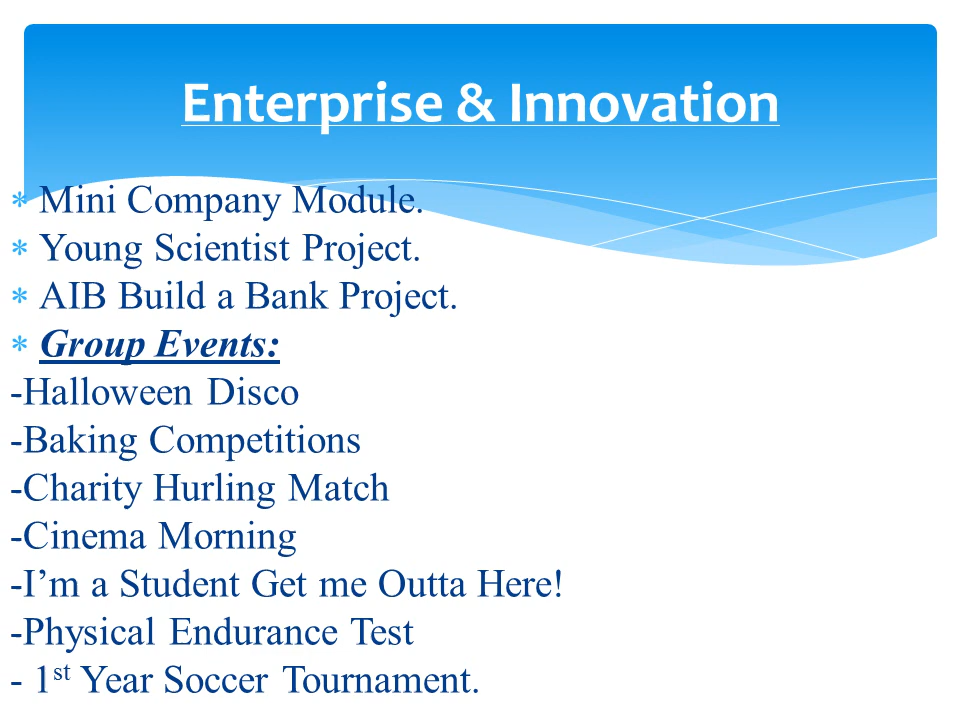 Enterprise & Innovation
* Mini Company Module.
* Young Scientist Project.
* AIB Build a Bank Project.
* Group Events:
-Halloween Disco
-Baking Competitions
-Charity Hurling Match
-Cinema Morning
-I’m a Student Get me Outta Here!
-Physical Endurance Test
- 1st Year Soccer Tournament.